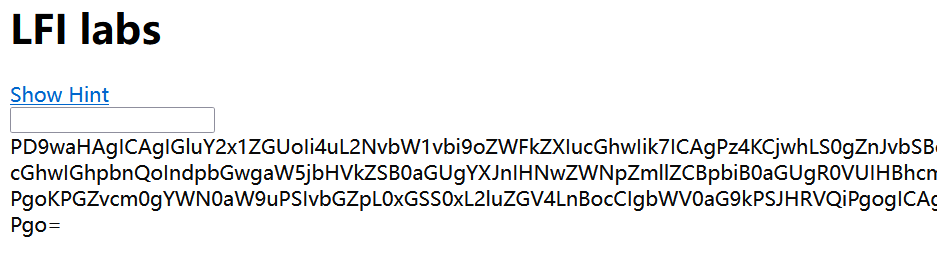 LFI labs
Show Hint
PD9waHAgICAgIGluY2x1ZGUoIi4uL2NvbW1vbi9oZWFkZXIucGhwIik7ICAgPz4KCjwhLS0gZnJvbSB
cGhwIGhpbnQoIndpbGwgaW5jbHVkZSB0aGUgYXJnIHNwZWNpZmllZCBpbiB0aGUgR0VUIHBhcm
PgoKPGZvcm0gYWN0aW9uPSIvbGZpL0xGSS0xL2luZGV4LnBocCIgbWV0aG9kPSJHRVQiPgogICAg
Pgo=